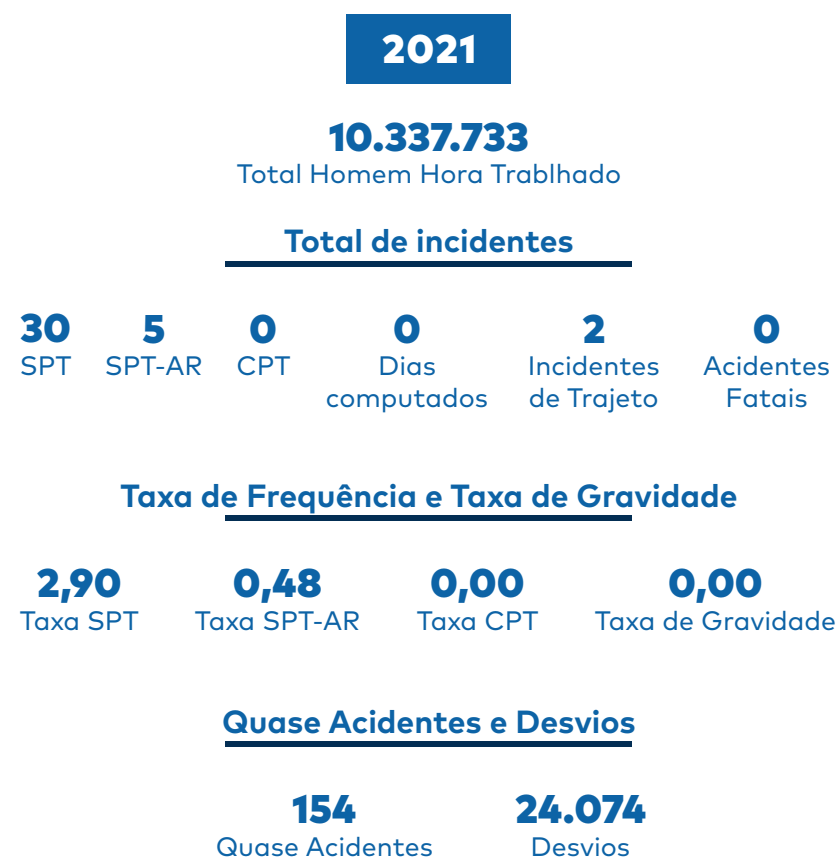 2021
10.337.733
Total Homem Hora Trablhado
Total de incidentes
30 5 0 0 2 0
SPT SPT-AR CPT Dias Incidentes Acidentes
computados de Trajeto Fatais
Taxa de Frequência e Taxa de Gravidade
2,90 0,48 0,00 0,00
Taxa SPT Taxa SPT-AR Taxa CPT Taxa de Gravidade
Quase Acidentes e Desvios
154 24.074
Quase Acidentes Desvios